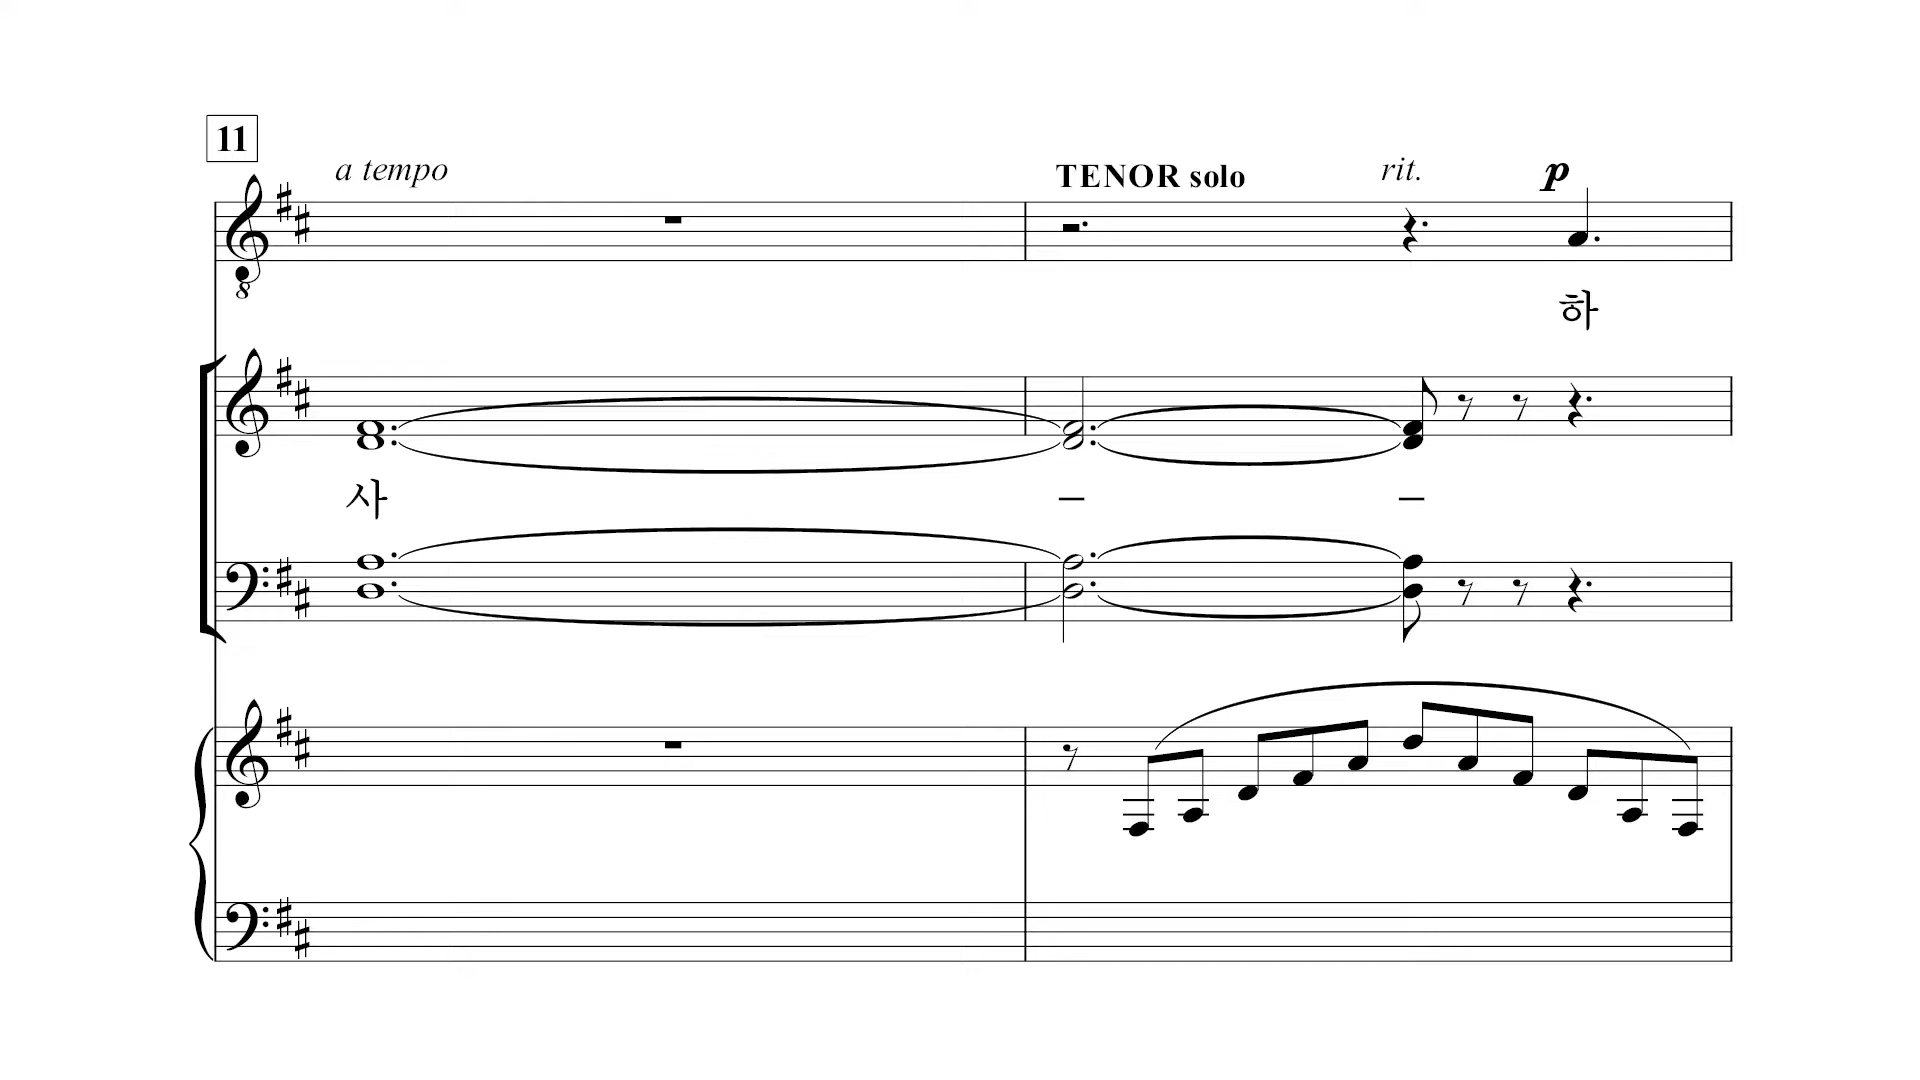 11
a tempo
TENOR solo rit. p
8
하
사 – –